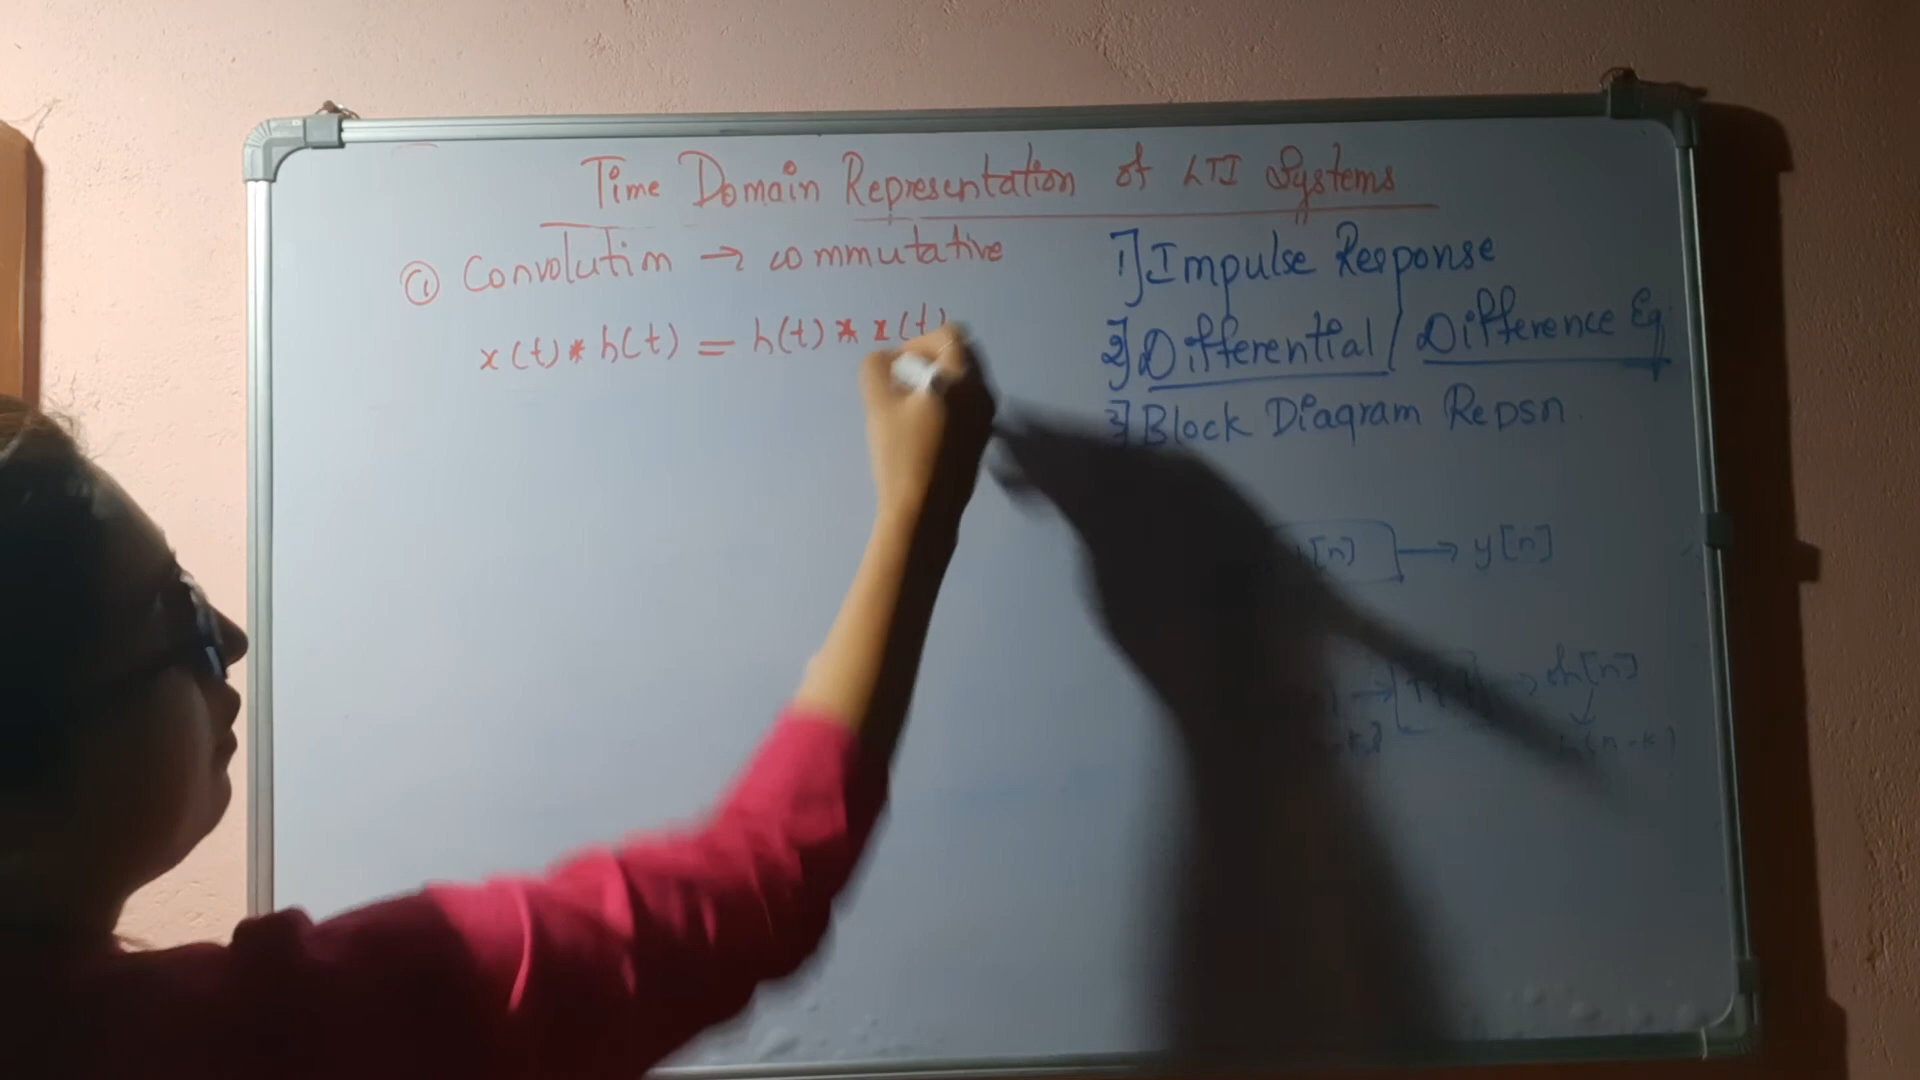 Time Domain Representation of LTI Systems
① Convolution → commutative
x(t) * h(t) = h(t) * x(t)
1] Impulse Response
2] Differential / Difference Eq
3] Block Diagram Repsn.
[n] → y[n]
→ h[n]
h(n-k)